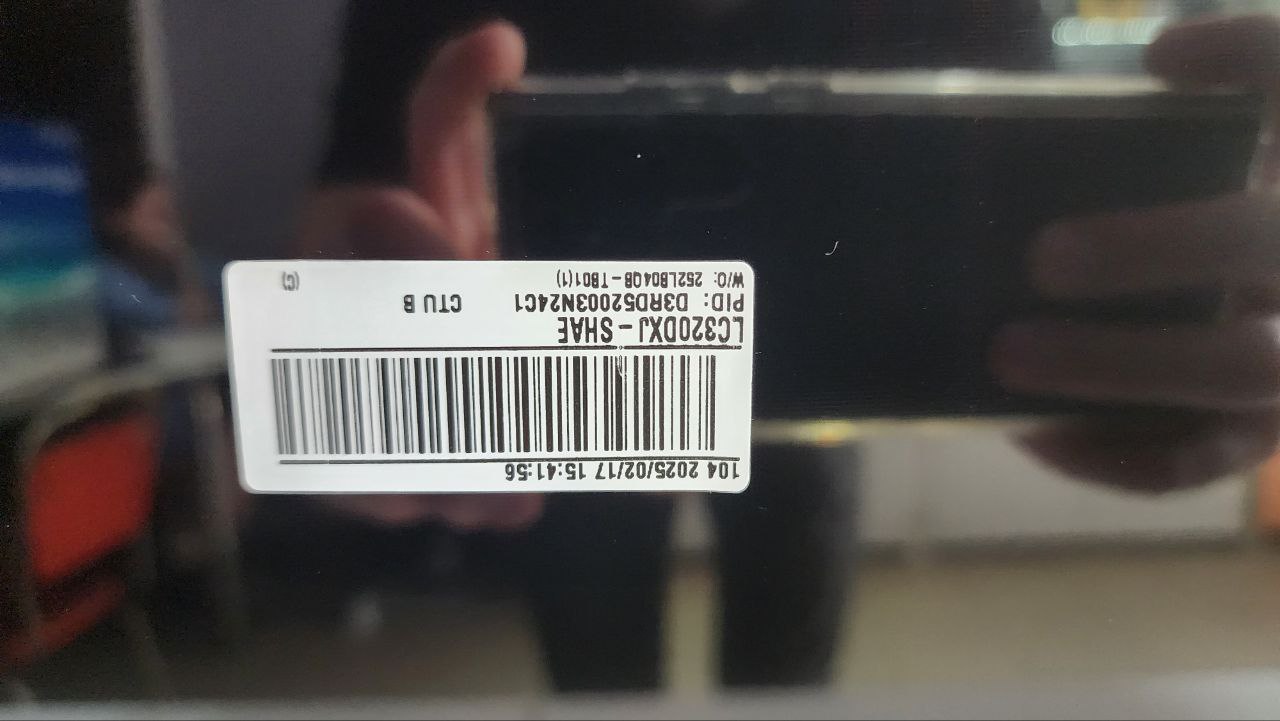 W/O: 252LB04QB-TB01(1) (C)
PID: D3RD52003N24C1 CTU B
LC320DXJ-SHAE
104 2025/02/17 15:41:56